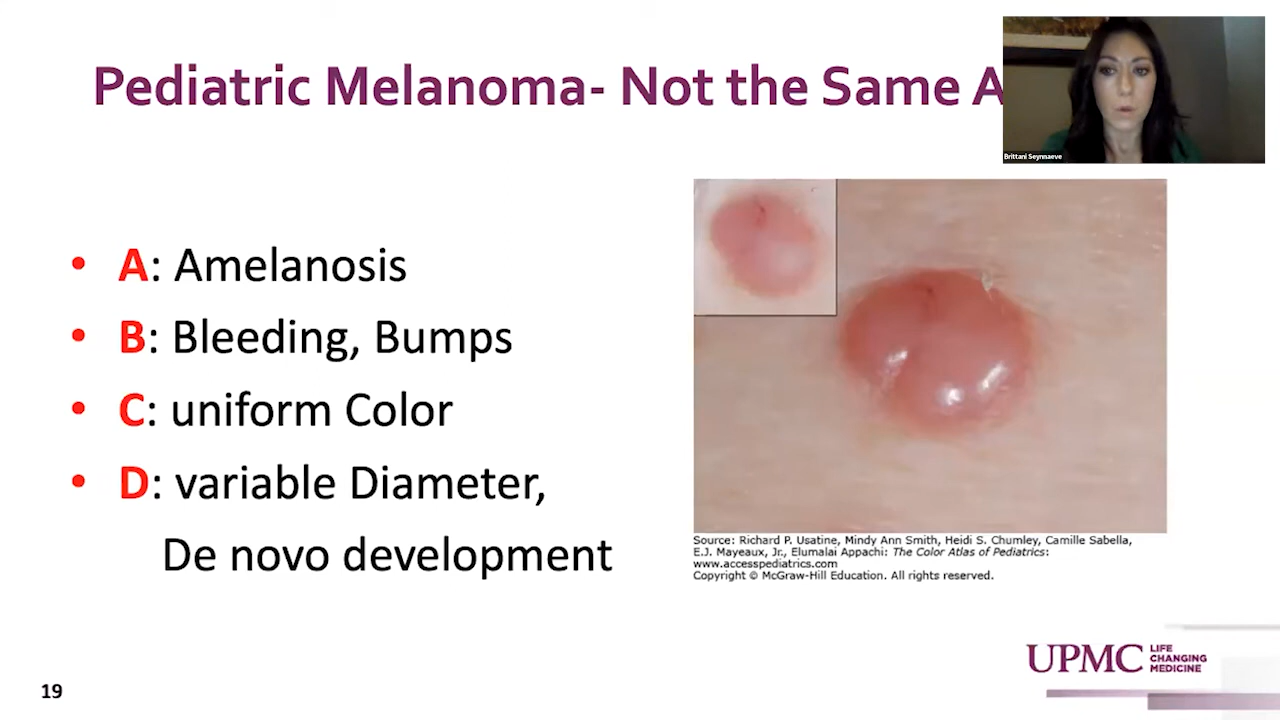 Pediatric Melanoma- Not the Same A
Brittani Seynnaeve
• A: Amelanosis
• B: Bleeding, Bumps
• C: uniform Color
• D: variable Diameter,
De novo development
Source: Richard P. Usatine, Mindy Ann Smith, Heidi S. Chumley, Camille Sabella,
E.J. Mayeaux, Jr., Elumalai Appachi: The Color Atlas of Pediatrics:
www.accesspediatrics.com
Copyright © McGraw-Hill Education. All rights reserved.
UPMC LIFE
CHANGING
MEDICINE
19